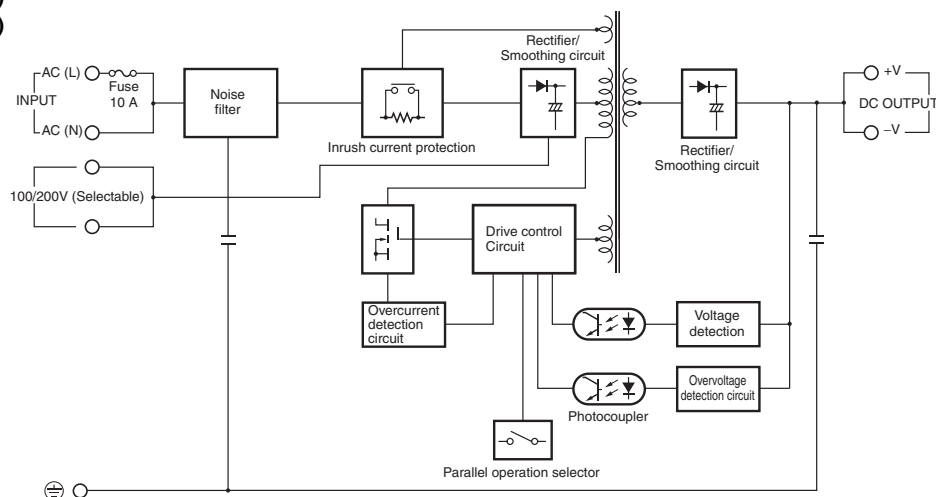 Rectifier/
Smoothing circuit
AC (L)
Fuse
10 A
INPUT
AC (N)
Noise
filter
Inrush current protection
Rectifier/
Smoothing circuit
+V
DC OUTPUT
−V
100/200V (Selectable)
Drive control
Circuit
Overcurrent
detection
circuit
Voltage
detection
Overvoltage
detection circuit
Photocoupler
Parallel operation selector